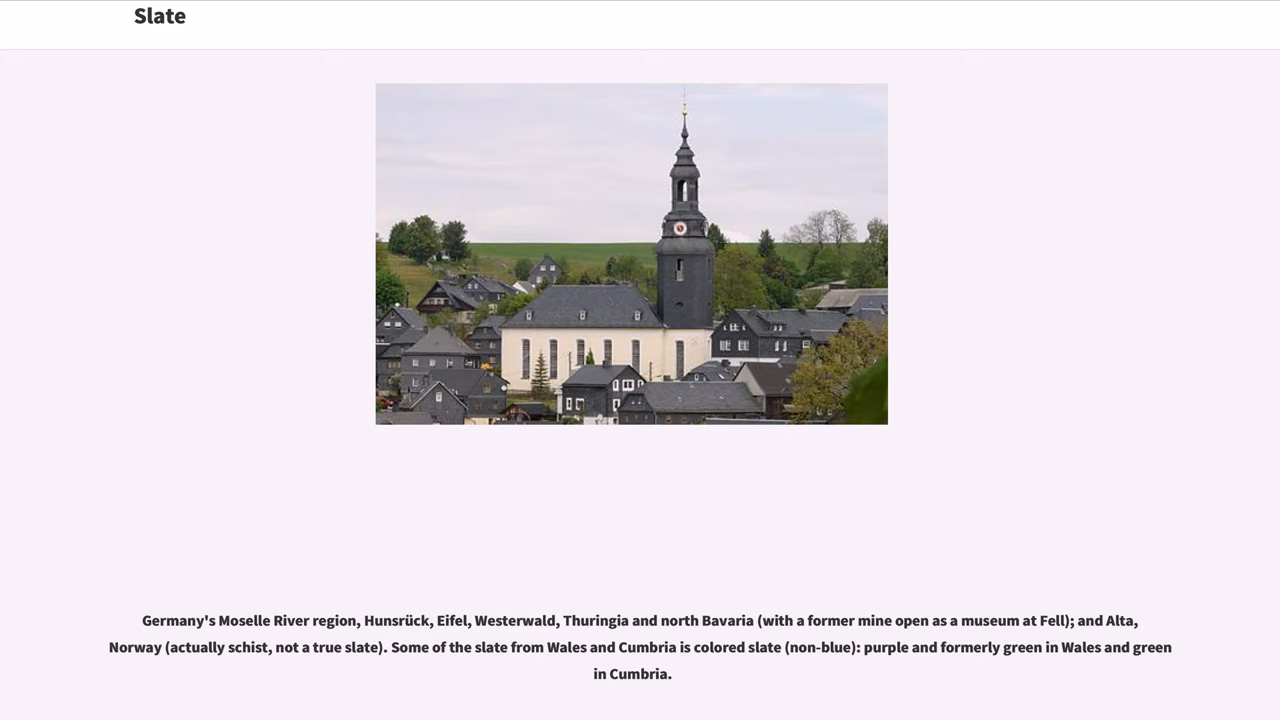 Slate
Germany's Moselle River region, Hunsrück, Eifel, Westerwald, Thuringia and north Bavaria (with a former mine open as a museum at Fell); and Alta,
Norway (actually schist, not a true slate). Some of the slate from Wales and Cumbria is colored slate (non-blue): purple and formerly green in Wales and green
in Cumbria.